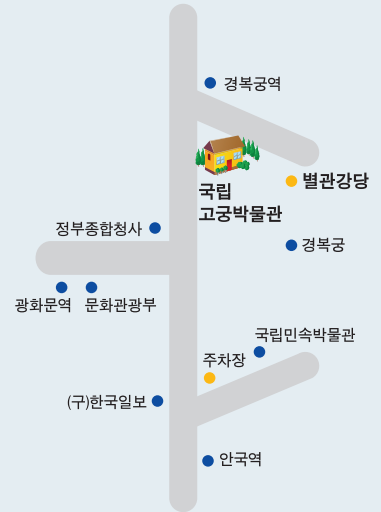 경복궁역
별관강당
국립
고궁박물관
정부종합청사
경복궁
광화문역
문화관광부
국립민속박물관
주차장
(구)한국일보
안국역